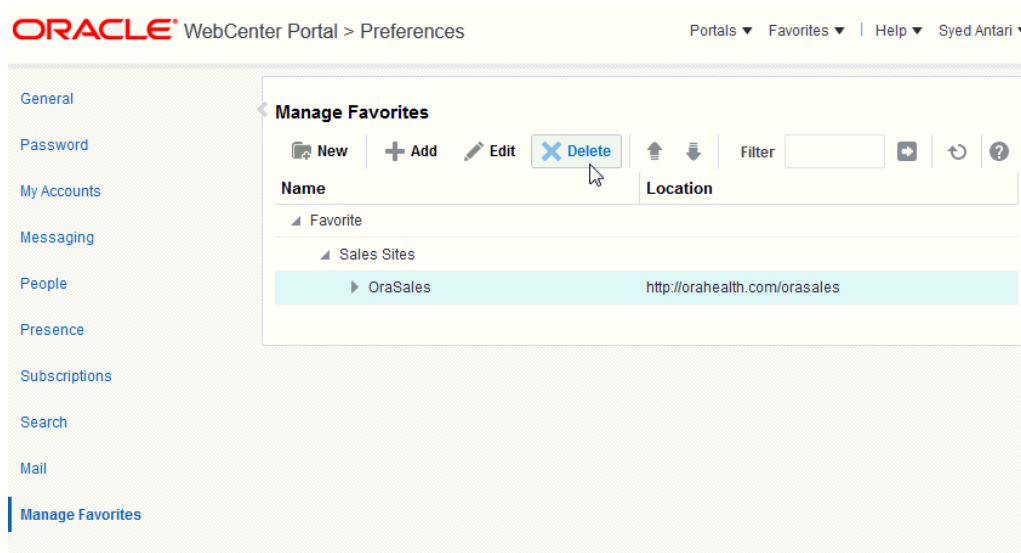 ORACLE® WebCenter Portal > Preferences Portals Favorites Help Syed Antari
General
Password
My Accounts
Messaging
People
Presence
Subscriptions
Search
Mail
Manage Favorites
Manage Favorites
New Add Edit Delete Filter
Name Location
Favorite
Sales Sites
OraSales http://orahealth.com/orasales